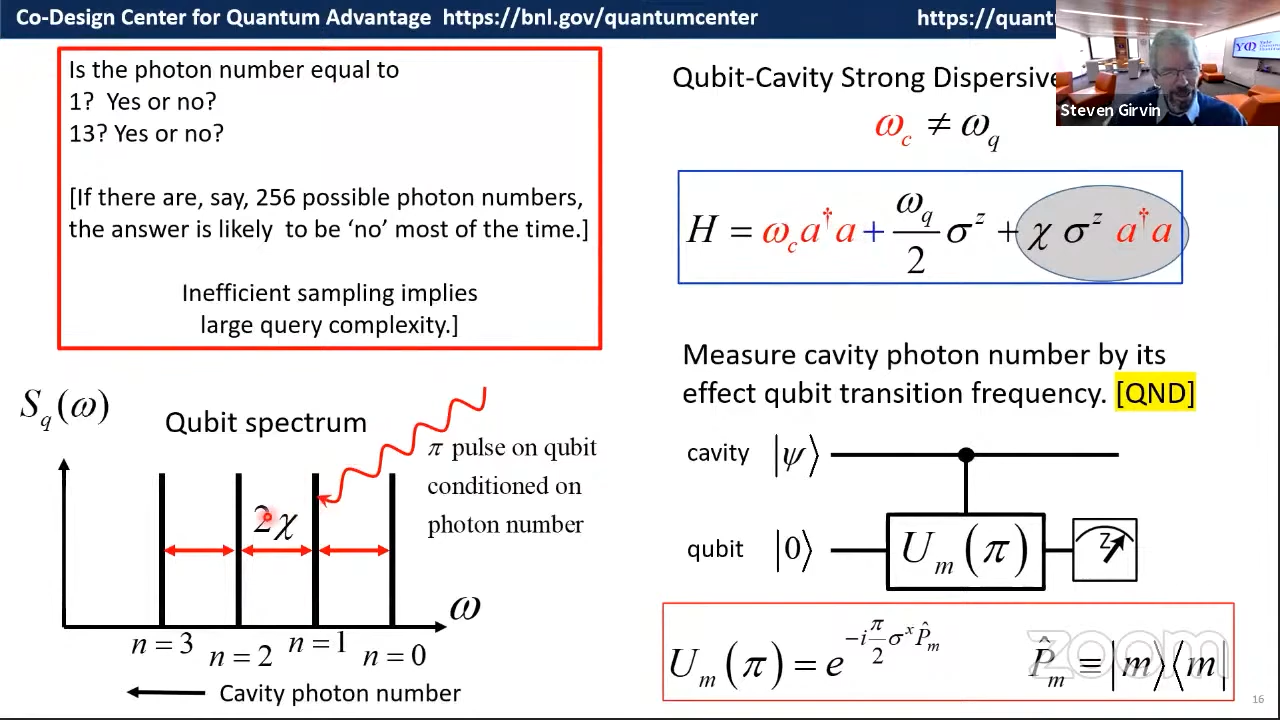 Co-Design Center for Quantum Advantage https://bnl.gov/quantumcenter
https://quant
Is the photon number equal to
1? Yes or no?
13? Yes or no?
[If there are, say, 256 possible photon numbers,
the answer is likely to be ‘no’ most of the time.]
Inefficient sampling implies
large query complexity.]
Qubit-Cavity Strong Dispersive
Steven Girvin
ω_c ≠ ω_q
H = ω_c a†a + ω_q/2 σ^z + χ σ^z a†a
Measure cavity photon number by its
effect qubit transition frequency. [QND]
S_q(ω)
Qubit spectrum
π pulse on qubit
conditioned on
photon number
2χ
ω
n = 3
n = 2
n = 1
n = 0
Cavity photon number
cavity |ψ⟩
qubit |0⟩
U_m(π)
Z
U_m(π) = e^{-i π/2 σ^x P̂_m} P̂_m ≡ |m⟩⟨m|
zoom
16